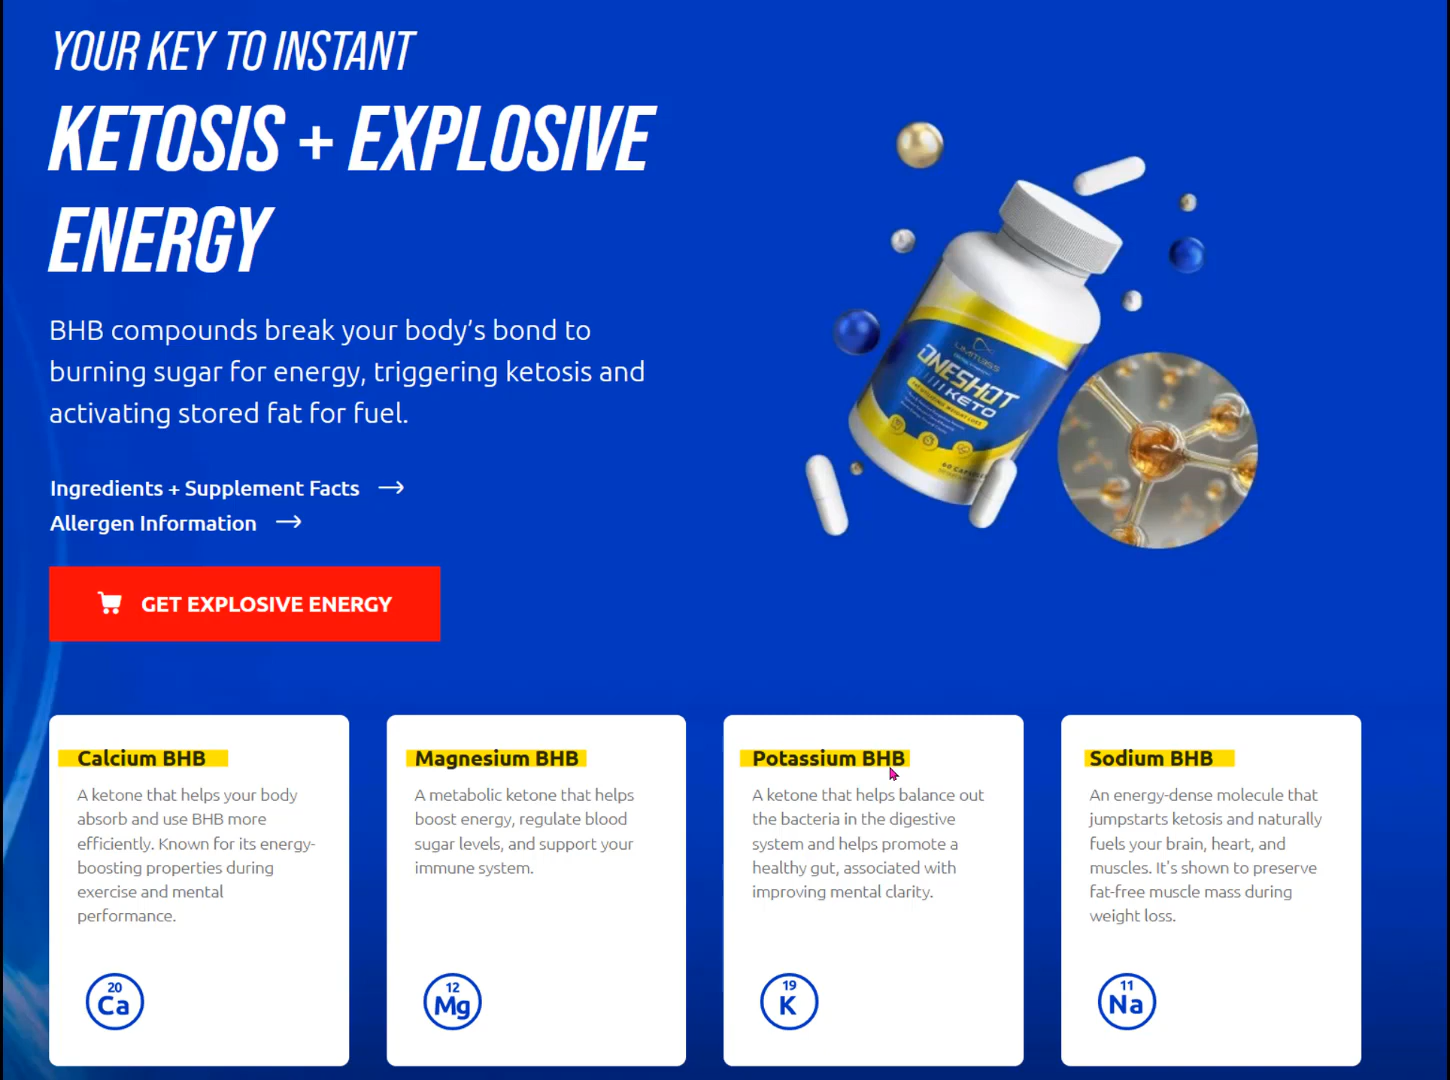 YOUR KEY TO INSTANT
KETOSIS + EXPLOSIVE
ENERGY
BHB compounds break your body’s bond to
burning sugar for energy, triggering ketosis and
activating stored fat for fuel.
Ingredients + Supplement Facts →
Allergen Information →
GET EXPLOSIVE ENERGY
LIMITLESS
ONESHOT
KETO
60 CAPSULES
Calcium BHB
A ketone that helps your body
absorb and use BHB more
efficiently. Known for its energy-
boosting properties during
exercise and mental
performance.
20
Ca
Magnesium BHB
A metabolic ketone that helps
boost energy, regulate blood
sugar levels, and support your
immune system.
12
Mg
Potassium BHB
A ketone that helps balance out
the bacteria in the digestive
system and helps promote a
healthy gut, associated with
improving mental clarity.
19
K
Sodium BHB
An energy-dense molecule that
jumpstarts ketosis and naturally
fuels your brain, heart, and
muscles. It's shown to preserve
fat-free muscle mass during
weight loss.
11
Na